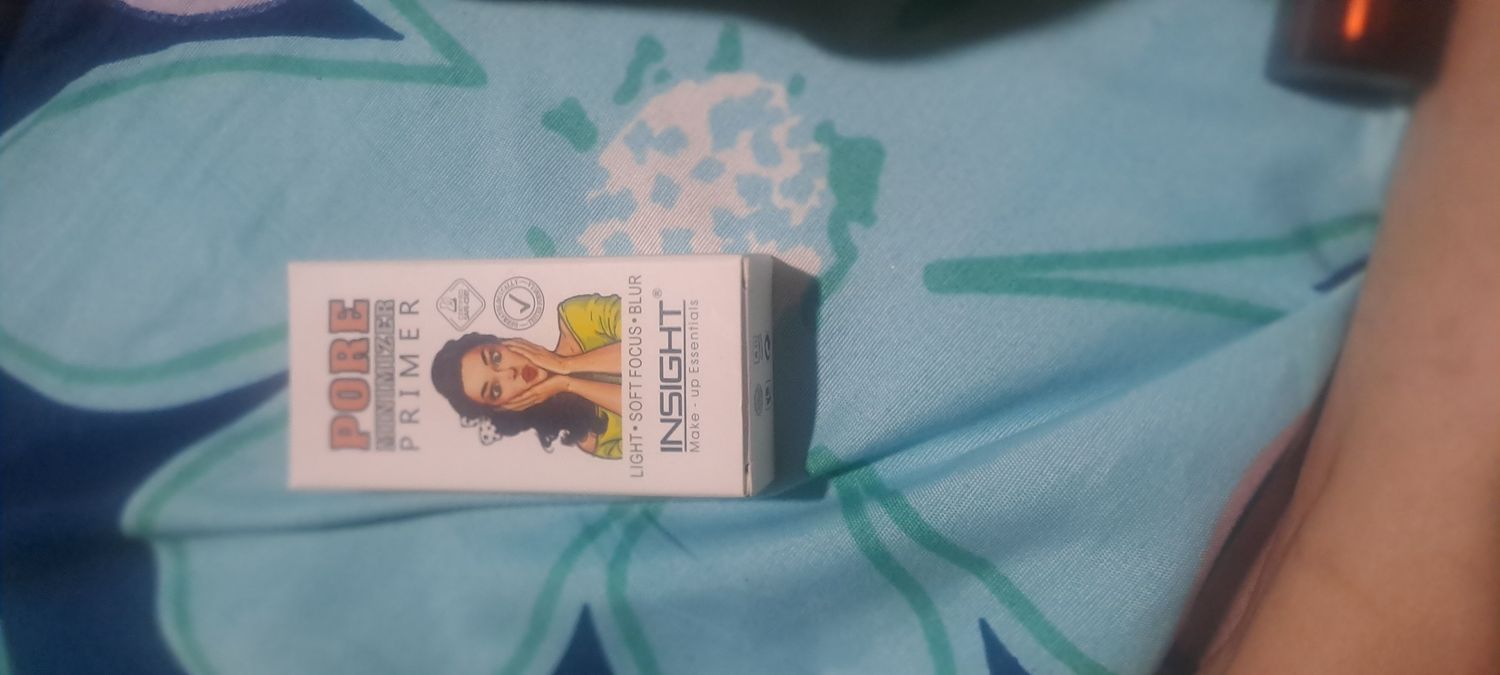 PORE
MINIMIZER
PRIMER
LIGHT • SOFT FOCUS • BLUR
INSIGHT®
Make - up Essentials